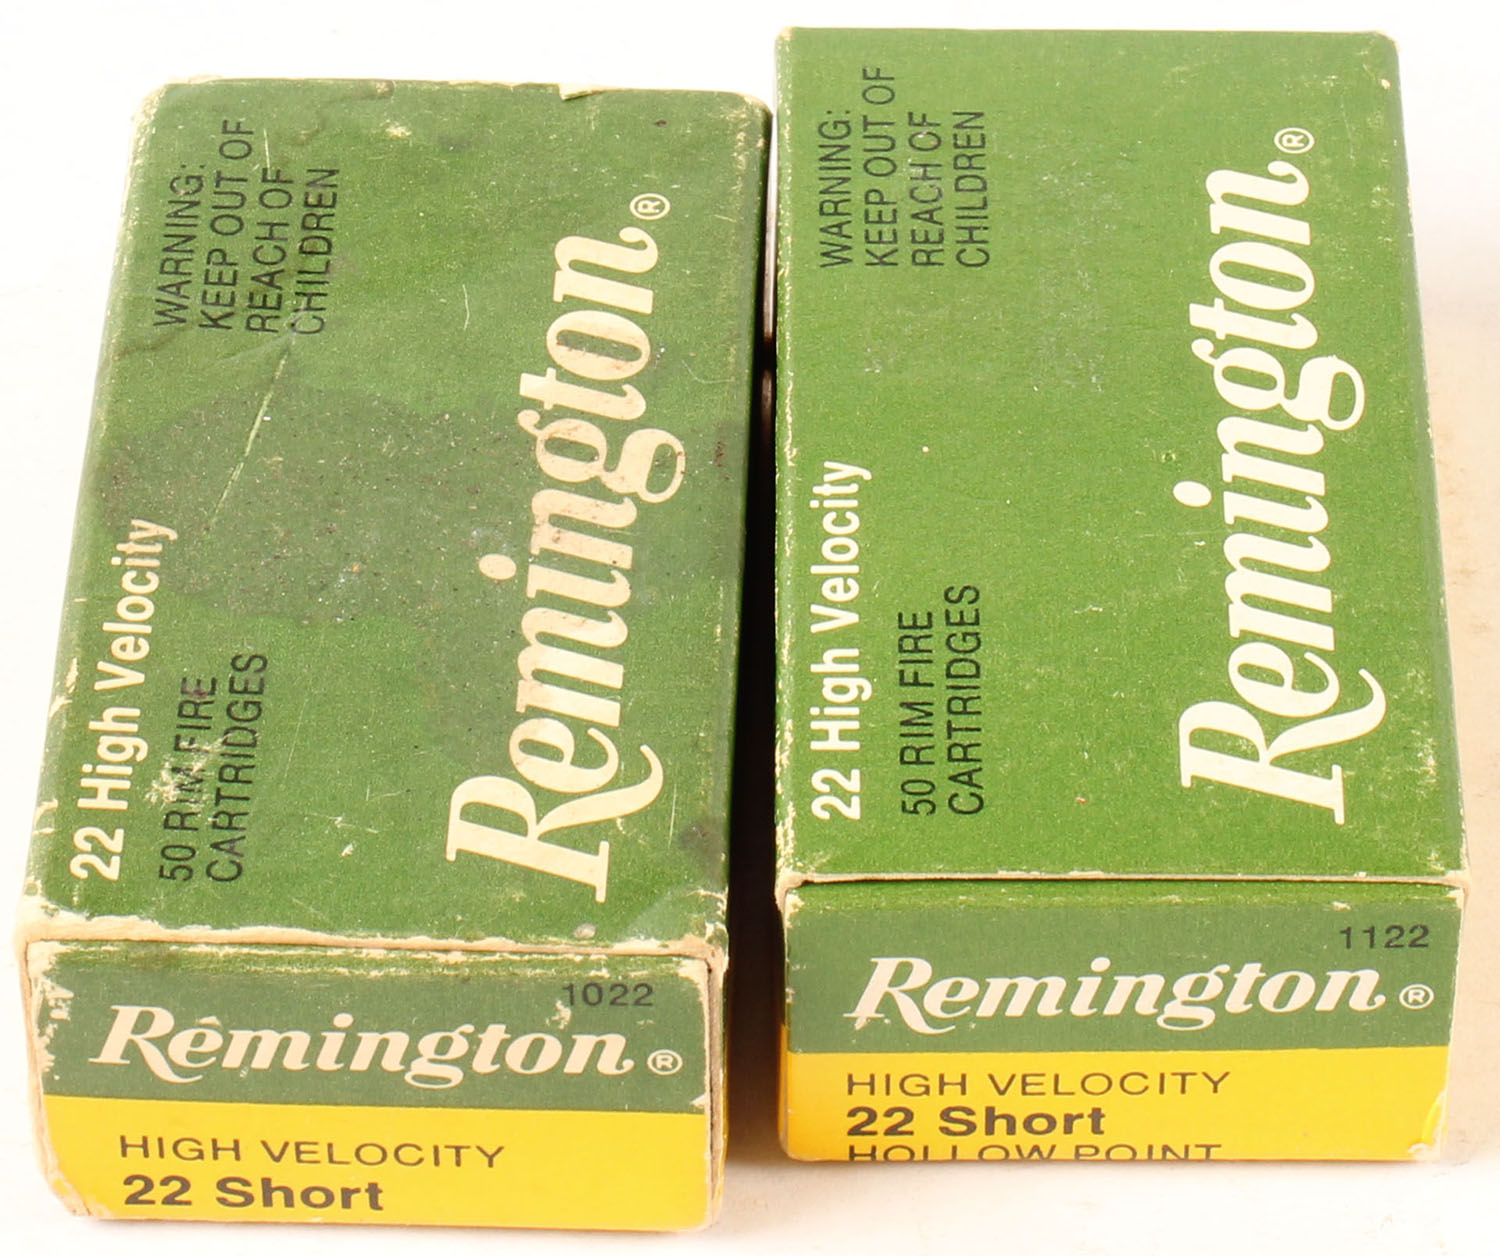 22 High Velocity
50 RIM FIRE
CARTRIDGES
WARNING:
KEEP OUT OF
REACH OF
CHILDREN
Remington®
1022
Remington®
HIGH VELOCITY
22 Short
22 High Velocity
50 RIM FIRE
CARTRIDGES
WARNING:
KEEP OUT OF
REACH OF
CHILDREN
Remington®
1122
Remington®
HIGH VELOCITY
22 Short
HOLLOW POINT